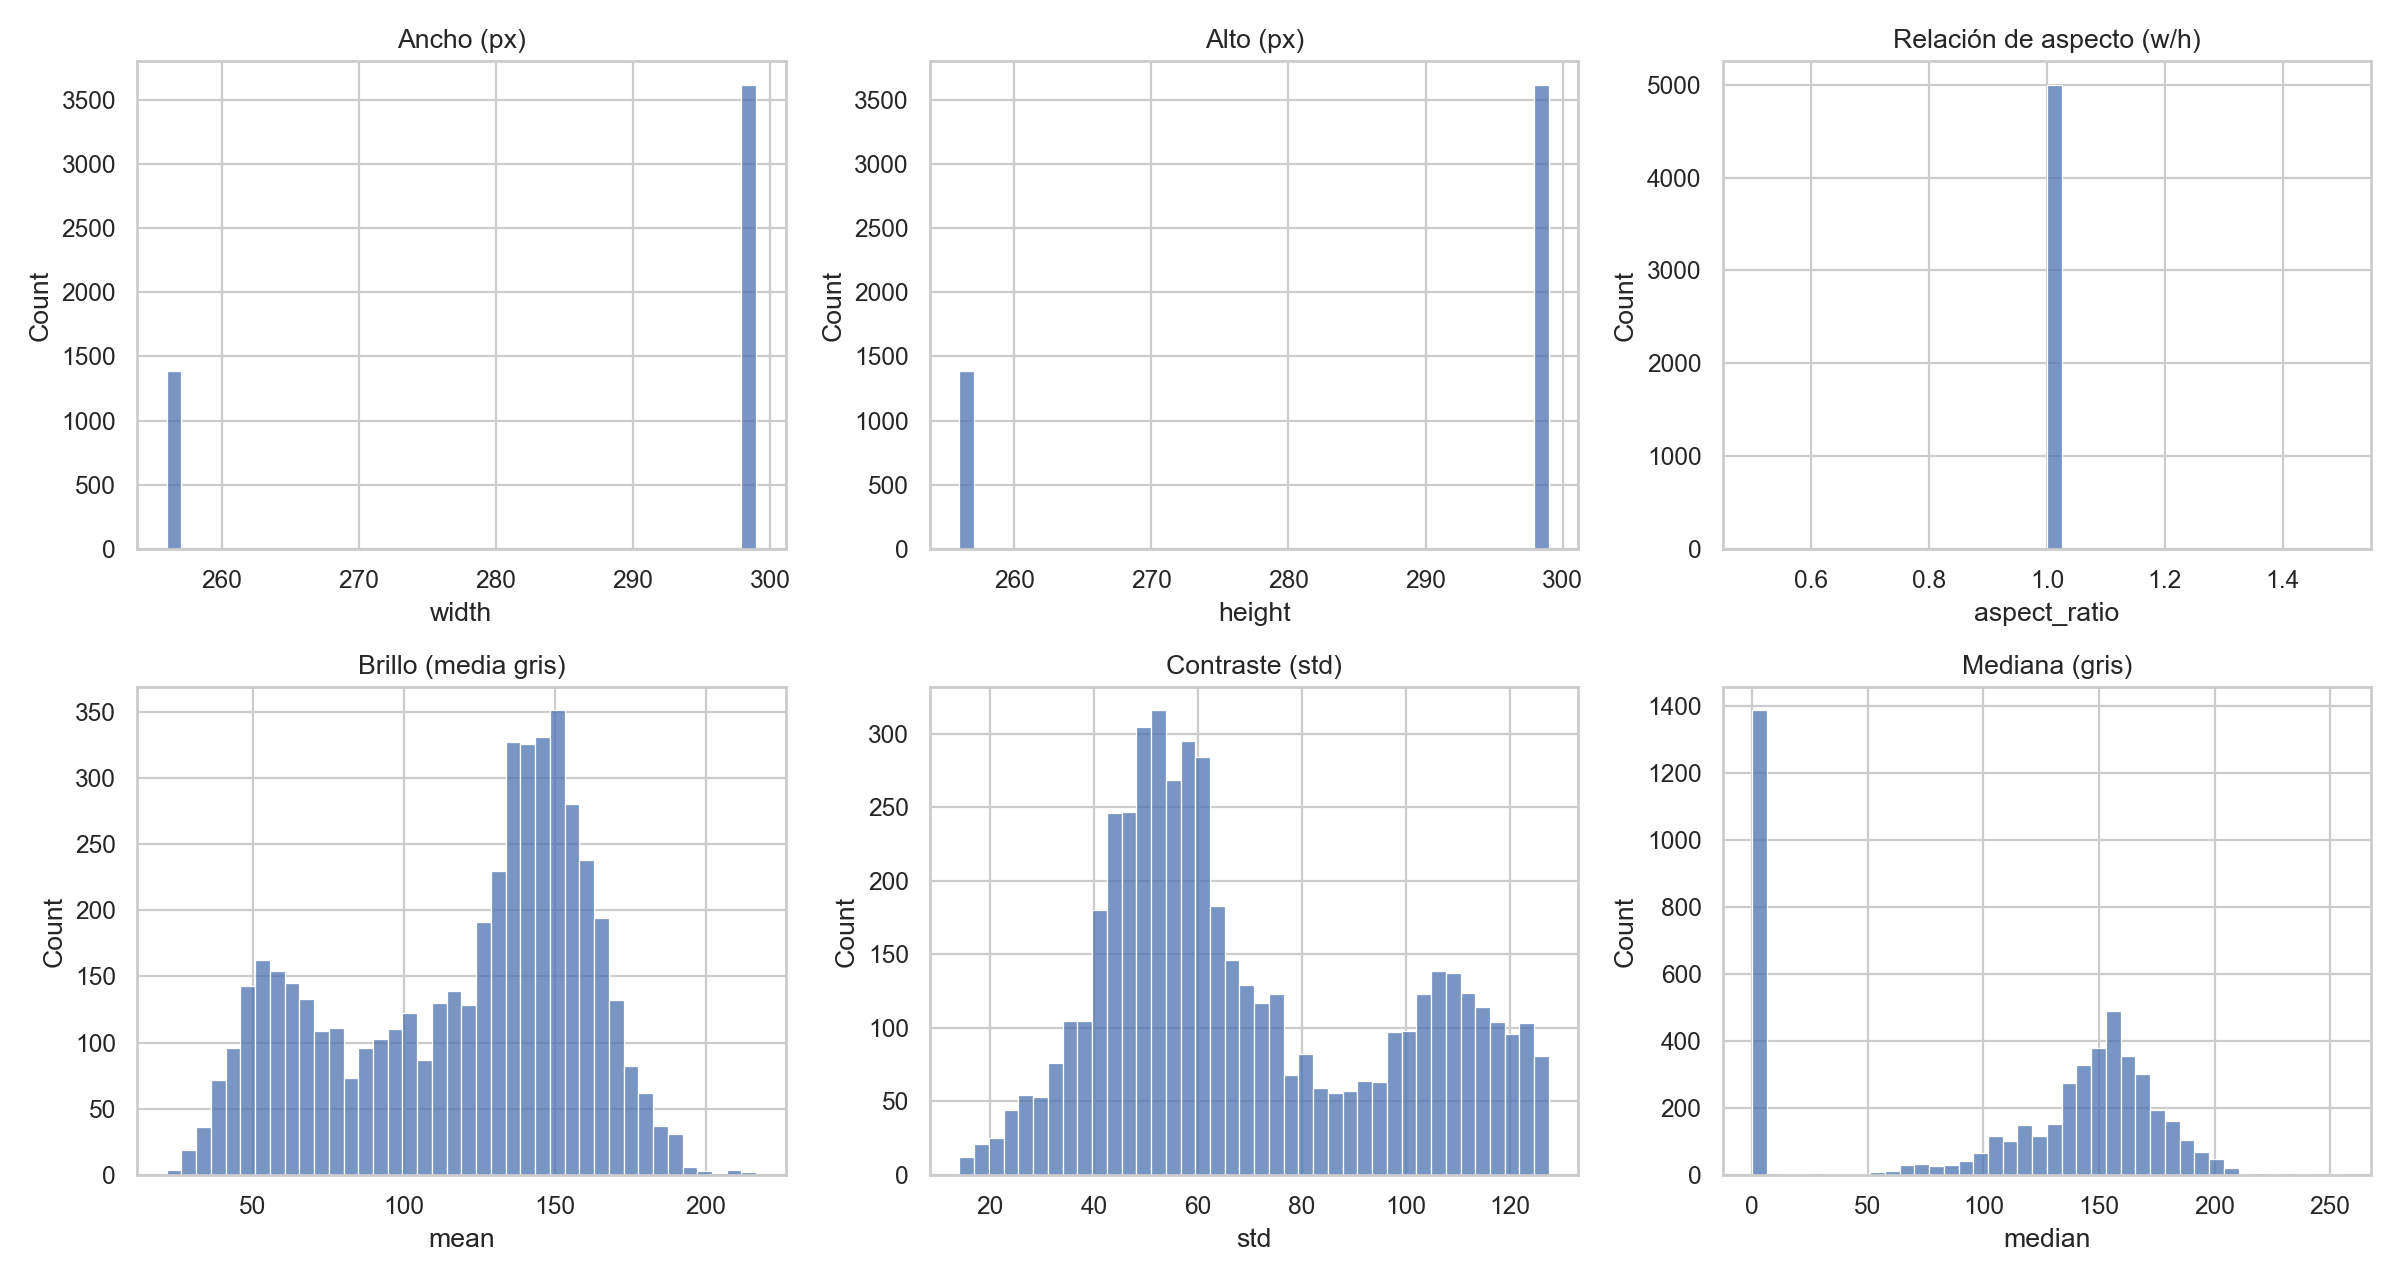 Ancho (px)
3500
3000
2500
2000
1500
1000
500
0
Count
260 270 280 290 300
width
Alto (px)
3500
3000
2500
2000
1500
1000
500
0
Count
260 270 280 290 300
height
Relación de aspecto (w/h)
5000
4000
3000
2000
1000
0
Count
0.6 0.8 1.0 1.2 1.4
aspect_ratio
Brillo (media gris)
350
300
250
200
150
100
50
0
Count
50 100 150 200
mean
Contraste (std)
300
250
200
150
100
50
0
Count
20 40 60 80 100 120
std
Mediana (gris)
1400
1200
1000
800
600
400
200
0
Count
0 50 100 150 200 250
median